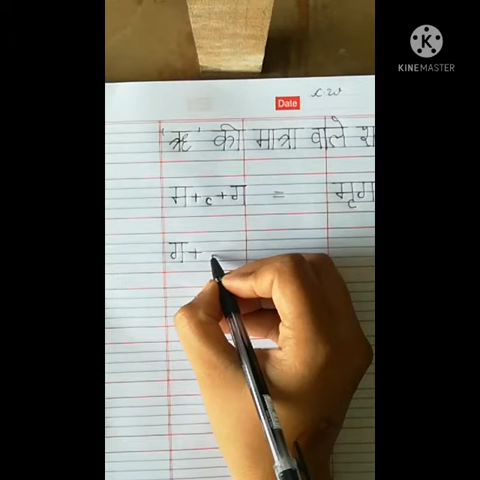 KINEMASTER
Date C.W
'ऋ' की मात्रा वाले
म + ृ + ग = मृग
ग +